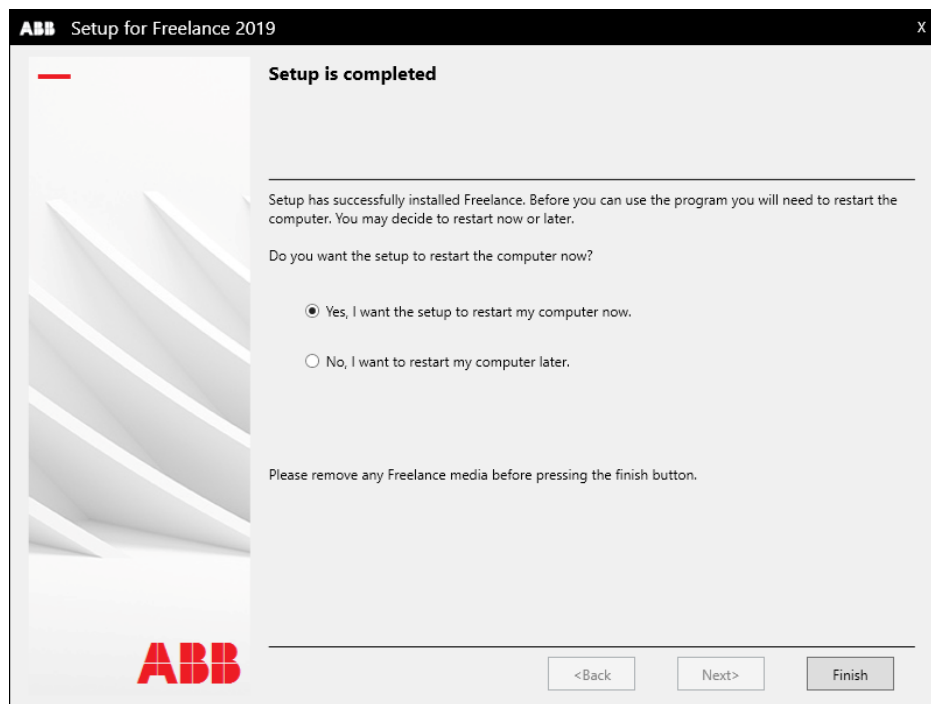 ABB Setup for Freelance 2019 X
Setup is completed
Setup has successfully installed Freelance. Before you can use the program you will need to restart the
computer. You may decide to restart now or later.
Do you want the setup to restart the computer now?
Yes, I want the setup to restart my computer now.
No, I want to restart my computer later.
Please remove any Freelance media before pressing the finish button.
ABB
<Back Next> Finish